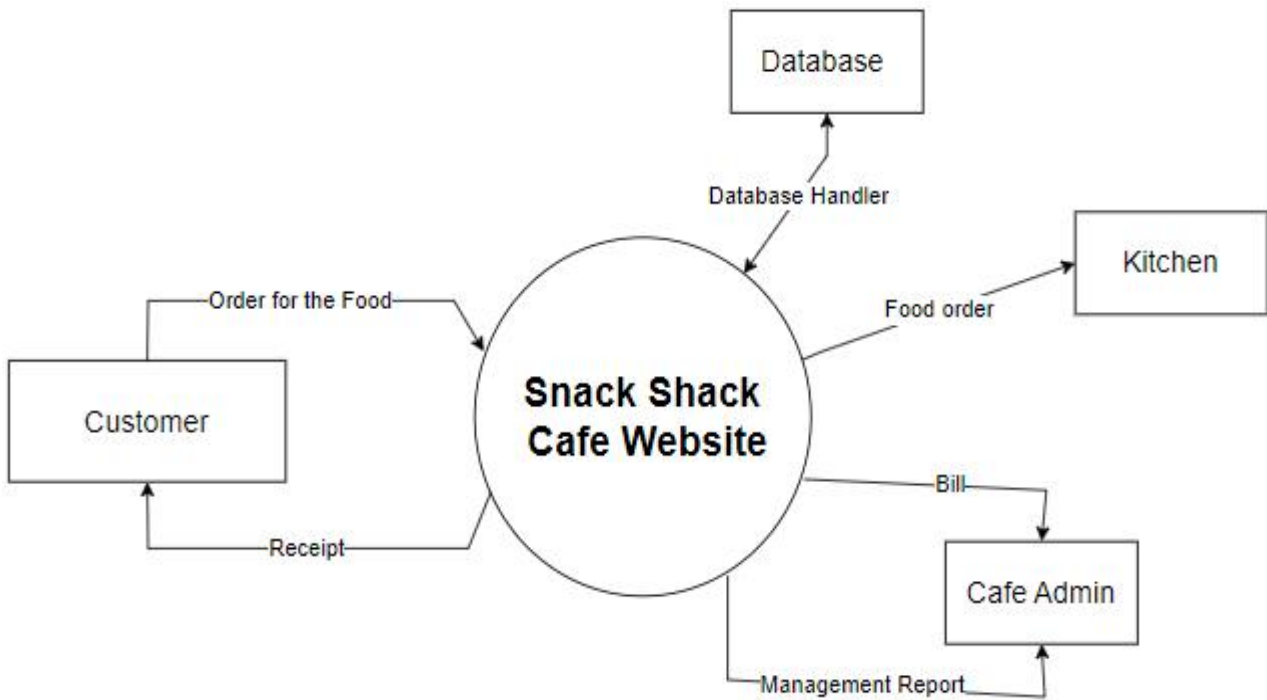 Database
Database Handler
Kitchen
Order for the Food
Food order
Snack Shack
Cafe Website
Customer
Bill
Receipt
Cafe Admin
Management Report